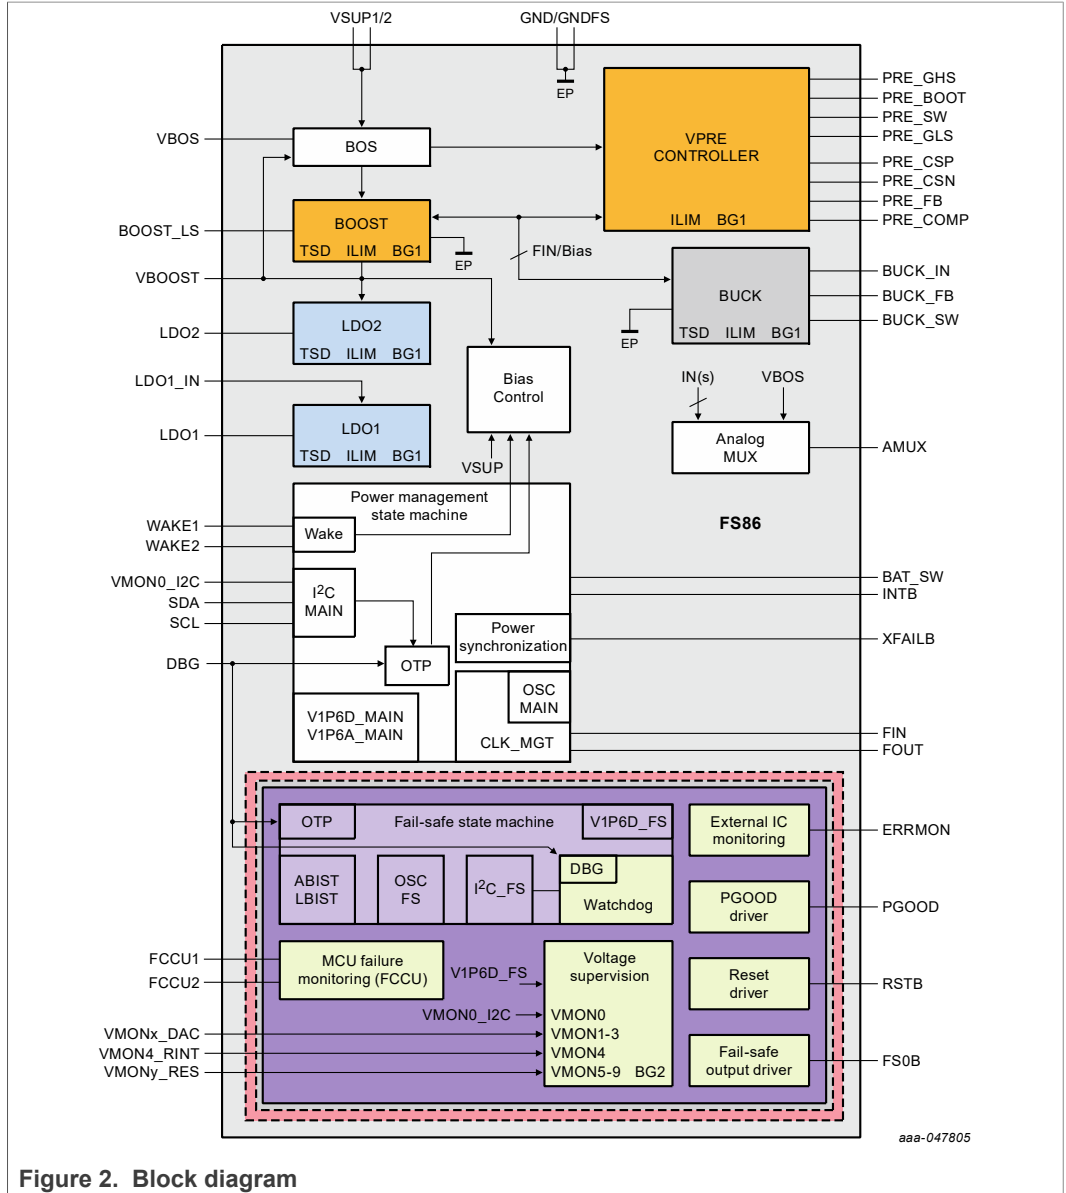 VSUP1/2
GND/GNDFS
EP
VBOS
BOS
VPRE
CONTROLLER
ILIM BG1
PRE_GHS
PRE_BOOT
PRE_SW
PRE_GLS
PRE_CSP
PRE_CSN
PRE_FB
PRE_COMP
BOOST_LS
BOOST
TSD ILIM BG1
EP
FIN/Bias
VBOOST
BUCK
TSD ILIM BG1
EP
BUCK_IN
BUCK_FB
BUCK_SW
LDO2
LDO2
TSD ILIM BG1
LDO1_IN
LDO1
LDO1
TSD ILIM BG1
Bias
Control
VSUP
IN(s)
VBOS
Analog
MUX
AMUX
Power management
state machine
FS86
WAKE1
WAKE2
Wake
VMON0_I2C
SDA
SCL
I2C
MAIN
BAT_SW
INTB
Power
synchronization
XFAILB
DBG
OTP
OSC
MAIN
V1P6D_MAIN
V1P6A_MAIN
CLK_MGT
FIN
FOUT
OTP
Fail-safe state machine
V1P6D_FS
External IC
monitoring
ERRMON
ABIST
LBIST
OSC
FS
I2C_FS
DBG
Watchdog
PGOOD
driver
PGOOD
FCCU1
FCCU2
MCU failure
monitoring (FCCU)
V1P6D_FS
Voltage
supervision
Reset
driver
RSTB
VMON0_I2C
VMON0
VMONx_DAC
VMON1-3
VMON4_RINT
VMON4
VMONy_RES
VMON5-9 BG2
Fail-safe
output driver
FS0B
aaa-047805
Figure 2. Block diagram